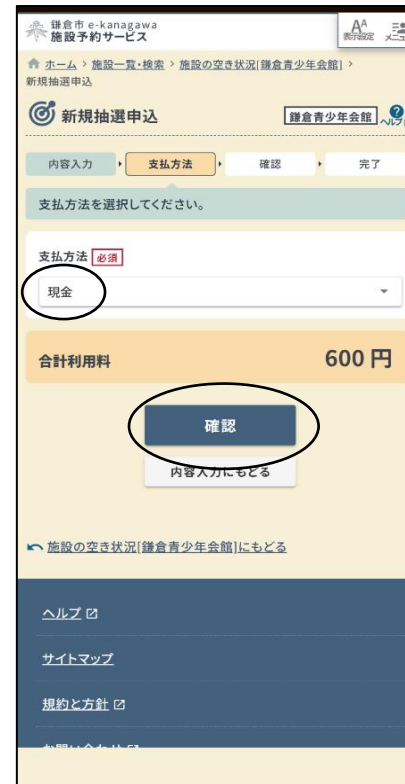 鎌倉市 e-kanagawa
施設予約サービス
AA
表示設定
ホーム > 施設一覧・検索 > 施設の空き状況[鎌倉青少年会館] >
新規抽選申込
新規抽選申込
鎌倉青少年会館
内容入力
支払方法
確認
完了
支払方法を選択してください。
支払方法 必須
現金
合計利用料
600 円
確認
内容入力にもどる
施設の空き状況[鎌倉青少年会館]にもどる
ヘルプ
サイトマップ
規約と方針